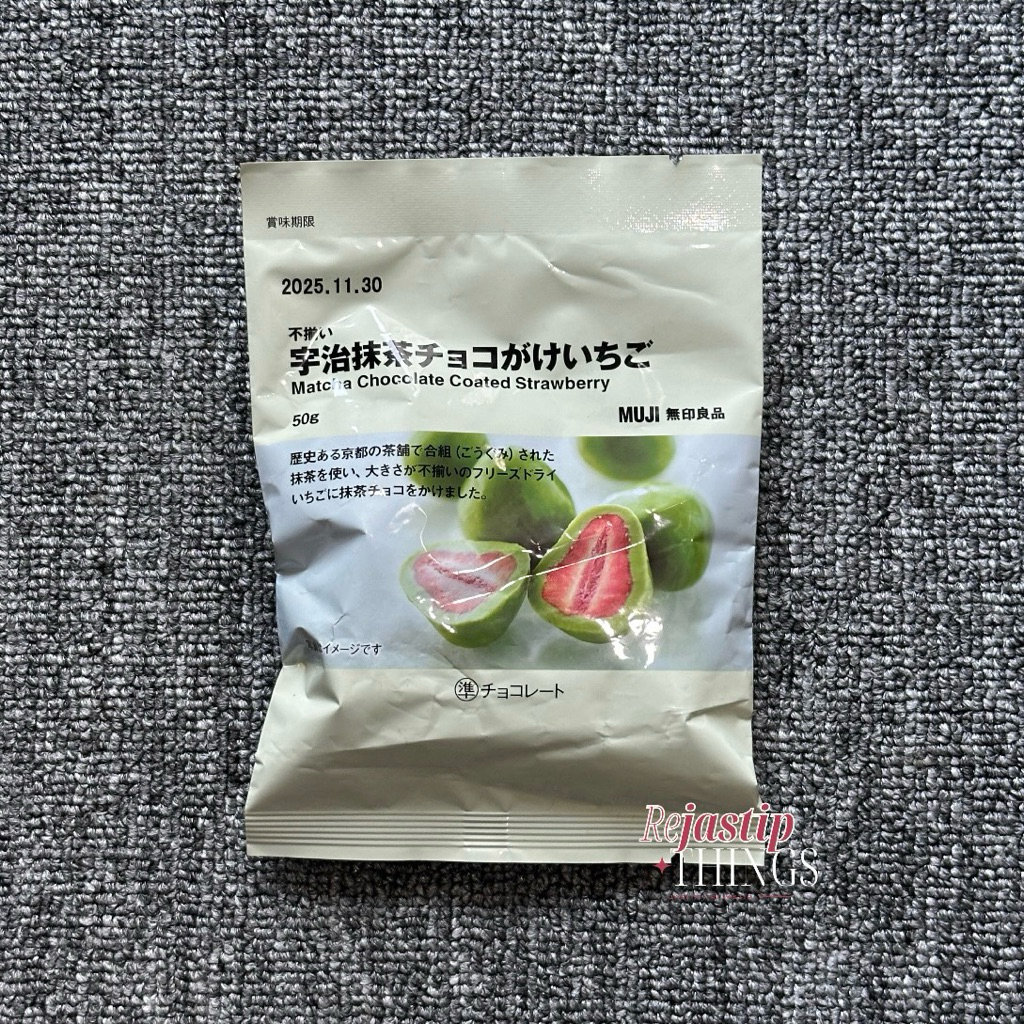 賞味期限
2025.11.30
不揃い
宇治抹茶チョコがけいちご
Matcha Chocolate Coated Strawberry
50g
MUJI 無印良品
歴史ある京都の茶舗で合組（こうぐみ）された
抹茶を使い、大きさが不揃いのフリーズドライ
いちごに抹茶チョコをかけました。
イメージです
準 チョコレート
Rejastip
THINGS